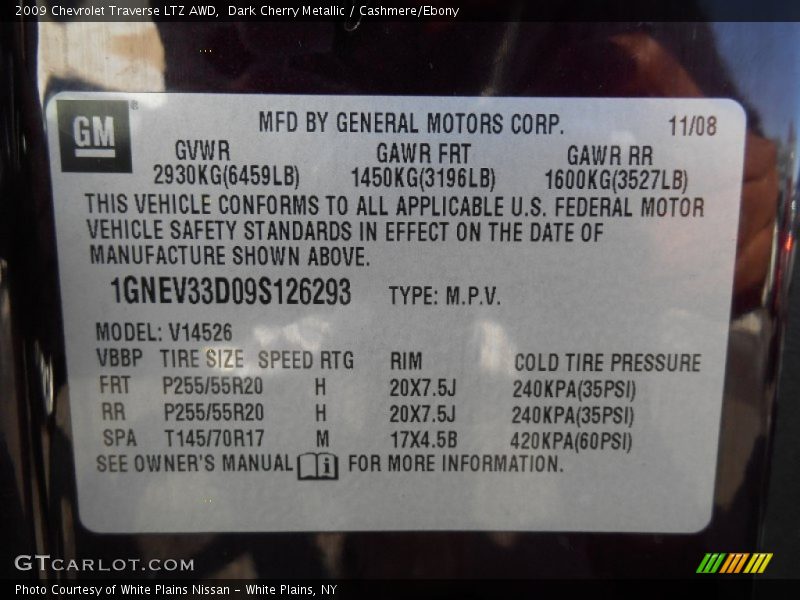 2009 Chevrolet Traverse LTZ AWD,  Dark Cherry Metallic / Cashmere/Ebony
GM ®
MFD BY GENERAL MOTORS CORP. 11/08
GVWR GAWR FRT GAWR RR
2930KG(6459LB) 1450KG(3196LB) 1600KG(3527LB)
THIS VEHICLE CONFORMS TO ALL APPLICABLE U.S. FEDERAL MOTOR
VEHICLE SAFETY STANDARDS IN EFFECT ON THE DATE OF
MANUFACTURE SHOWN ABOVE.
1GNEV33D09S126293 TYPE: M.P.V.
MODEL: V14526
VBBP TIRE SIZE SPEED RTG RIM COLD TIRE PRESSURE
FRT P255/55R20 H 20X7.5J 240KPA(35PSI)
RR P255/55R20 H 20X7.5J 240KPA(35PSI)
SPA T145/70R17 M 17X4.5B 420KPA(60PSI)
SEE OWNER'S MANUAL i FOR MORE INFORMATION.
GTCARLOT.COM
Photo Courtesy of White Plains Nissan - White Plains, NY